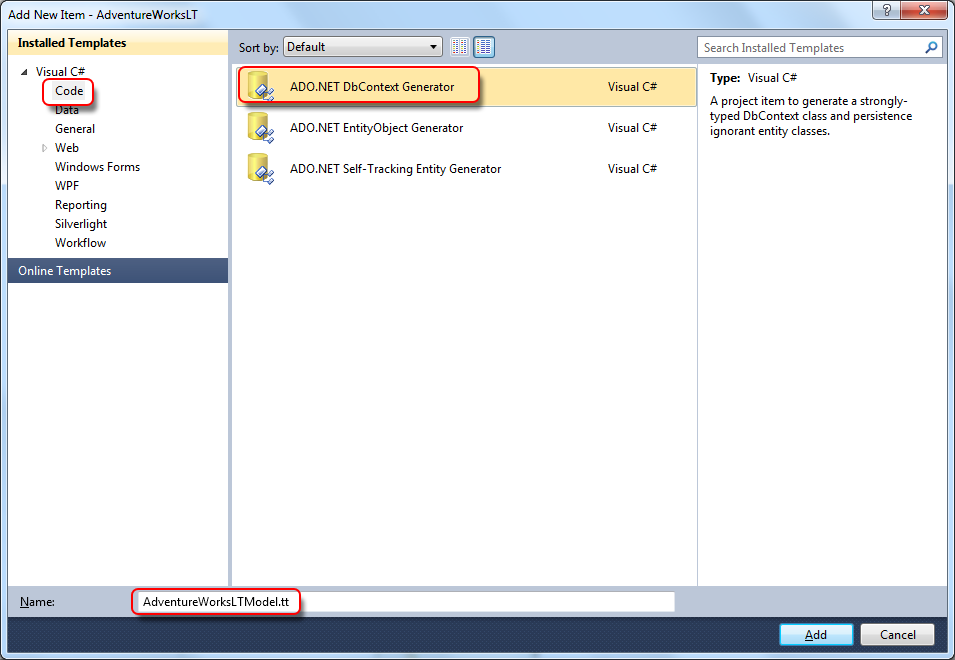 Add New Item - AdventureWorksLT
?
Installed Templates
Visual C#
Code
Data
General
Web
Windows Forms
WPF
Reporting
Silverlight
Workflow
Online Templates
Sort by: Default
ADO.NET DbContext Generator Visual C#
ADO.NET EntityObject Generator Visual C#
ADO.NET Self-Tracking Entity Generator Visual C#
Search Installed Templates
Type: Visual C#
A project item to generate a strongly-
typed DbContext class and persistence
ignorant entity classes.
Name: AdventureWorksLTModel.tt
Add Cancel